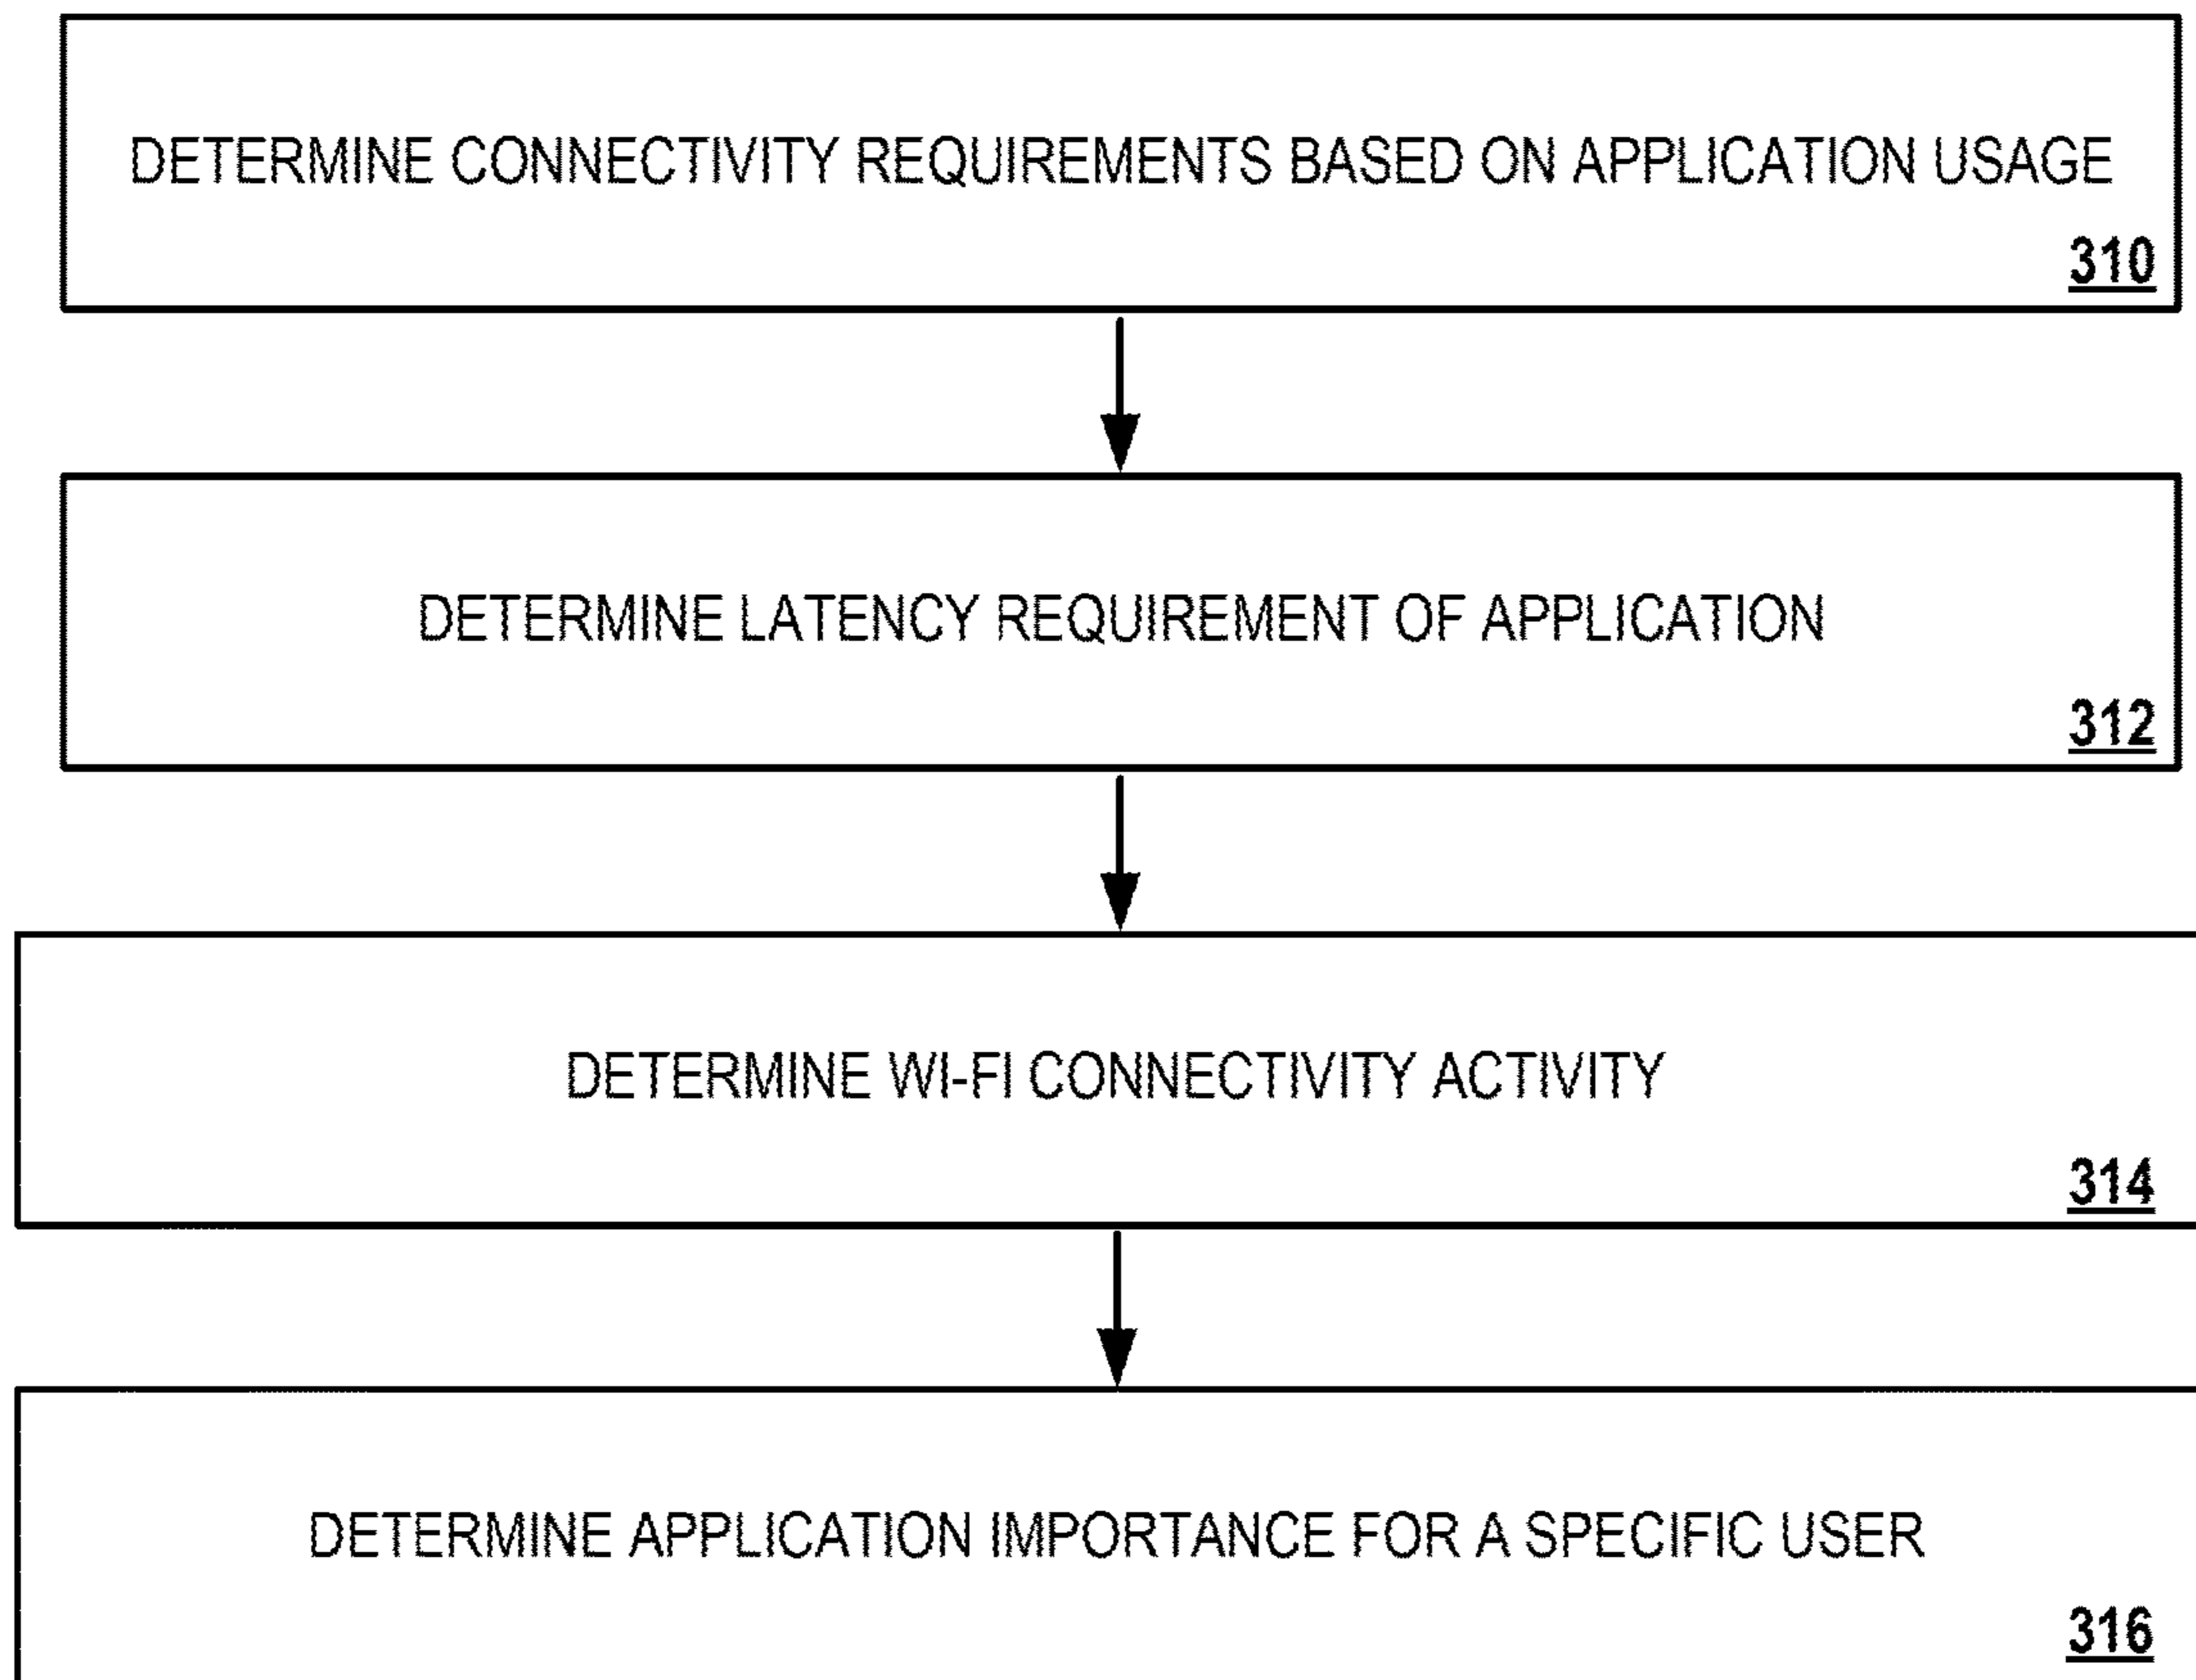 DETERMINE CONNECTIVITY REQUIREMENTS BASED ON APPLICATION USAGE
310
DETERMINE LATENCY REQUIREMENT OF APPLICATION
312
DETERMINE WI-FI CONNECTIVITY ACTIVITY
314
DETERMINE APPLICATION IMPORTANCE FOR A SPECIFIC USER
316